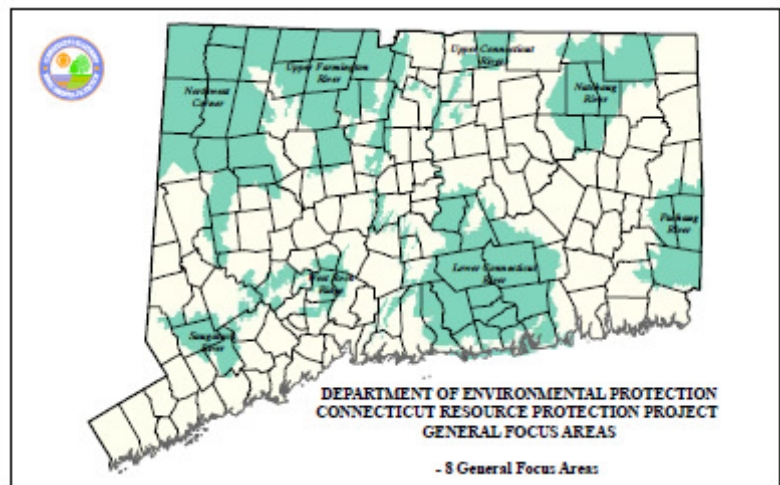 Upper Connecticut
River
Upper Farmington
River
Northwest
Corner
Natchaug
River
Pachaug
River
Lower Connecticut
River
West Rock
Ridge
Saugatuck
River
DEPARTMENT OF ENVIRONMENTAL PROTECTION
CONNECTICUT RESOURCE PROTECTION PROJECT
GENERAL FOCUS AREAS
- 8 General Focus Areas